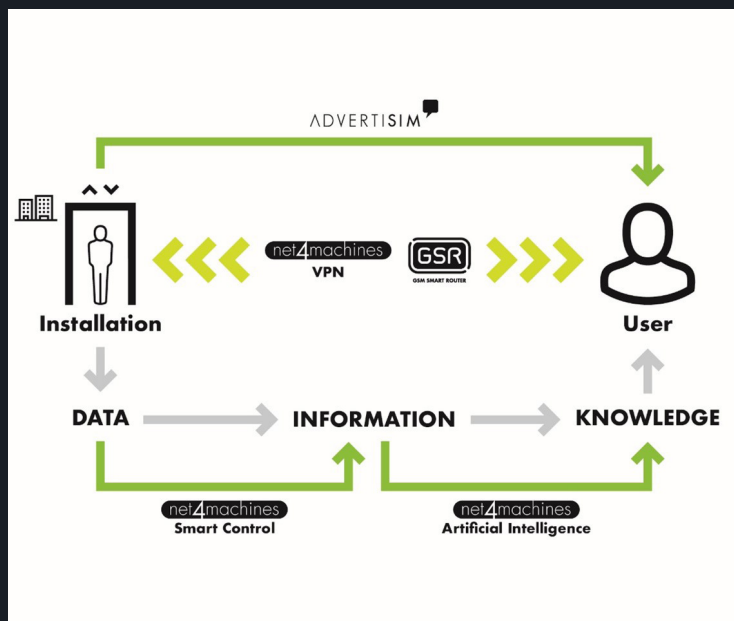 ADVERTISIM
net4machines
VPN
GSR
GSM SMART ROUTER
Installation
User
DATA
INFORMATION
KNOWLEDGE
net4machines
Smart Control
net4machines
Artificial Intelligence